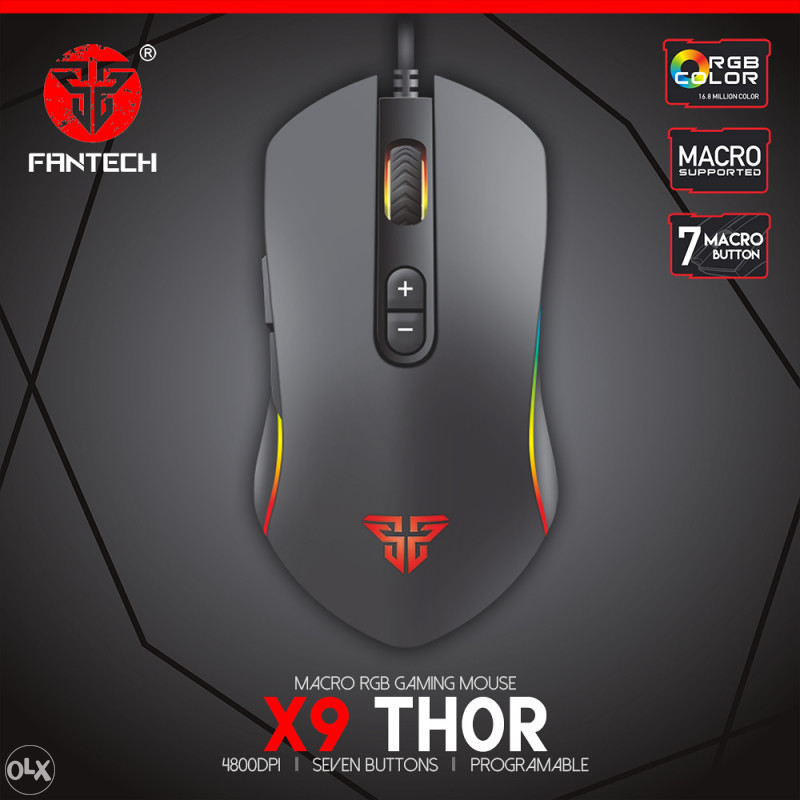 ®
FANTECH
RGB
COLOR
16.8 MILLION COLOR
MACRO
SUPPORTED
7 MACRO
BUTTON
+
−
MACRO RGB GAMING MOUSE
X9 THOR
4800DPI | SEVEN BUTTONS | PROGRAMABLE
OLX